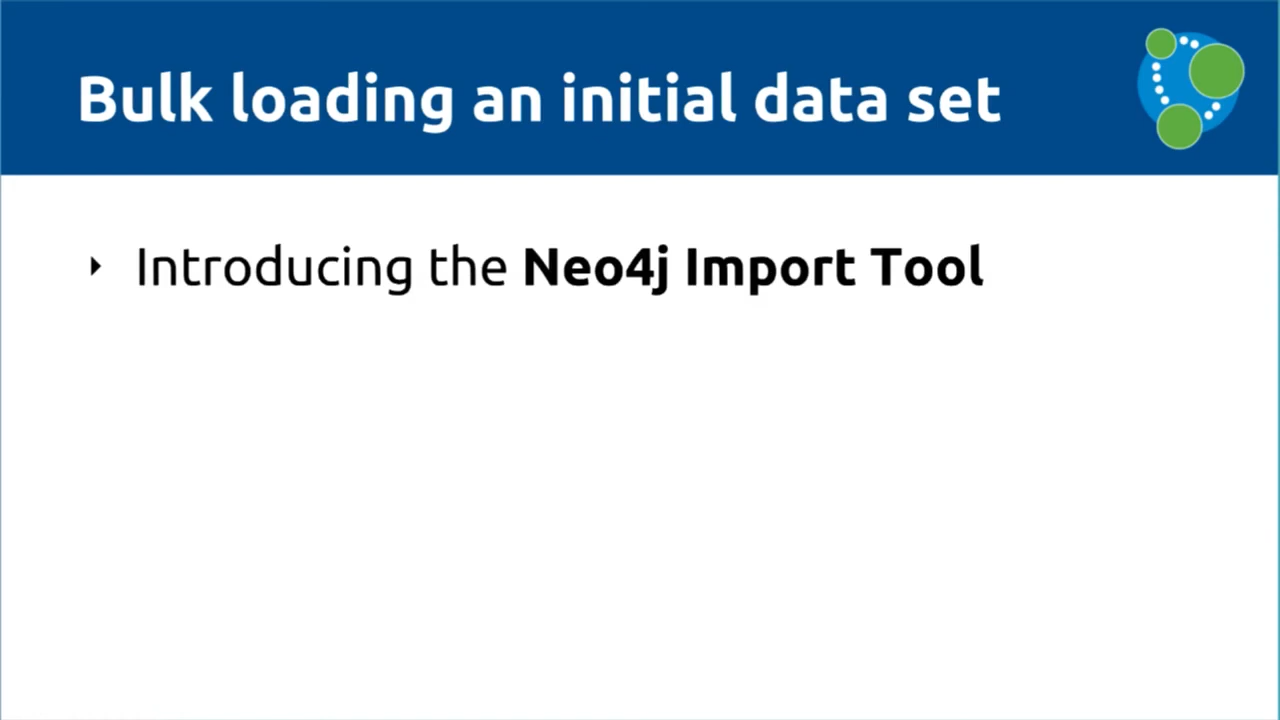 Bulk loading an initial data set
‣ Introducing the Neo4j Import Tool